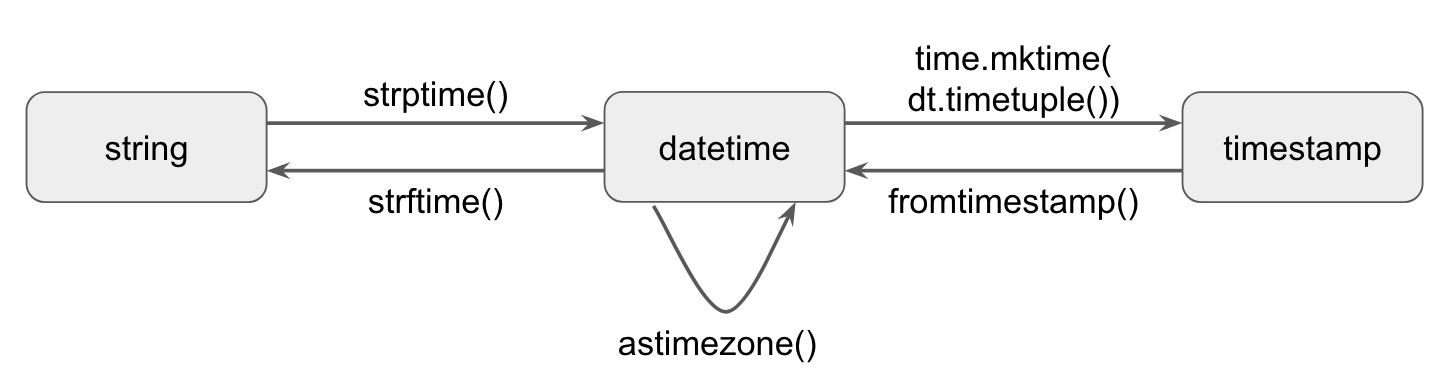 time.mktime(
dt.timetuple())
strptime()
string
datetime
timestamp
strftime()
fromtimestamp()
astimezone()